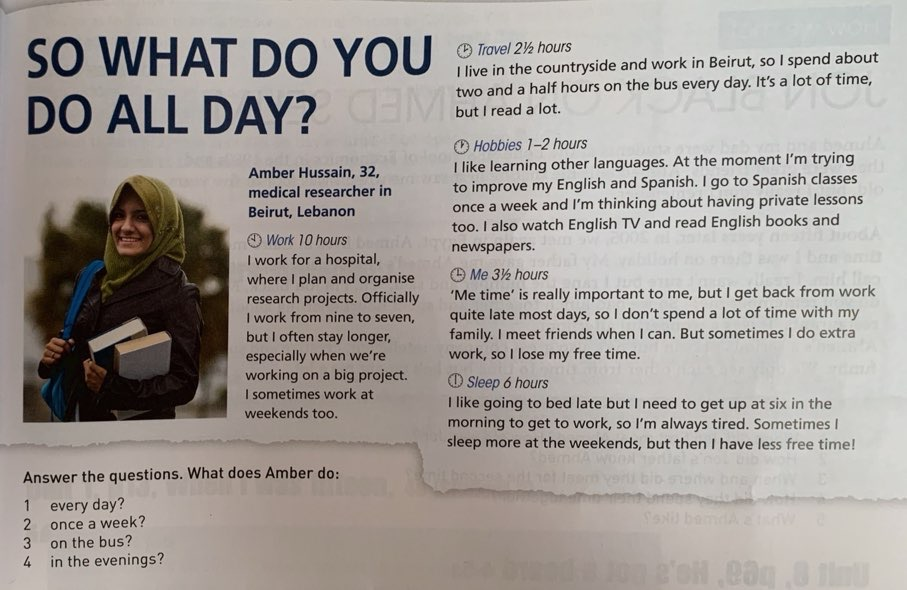 SO WHAT DO YOU
DO ALL DAY?
Amber Hussain, 32,
medical researcher in
Beirut, Lebanon
Work 10 hours
I work for a hospital,
where I plan and organise
research projects. Officially
I work from nine to seven,
but I often stay longer,
especially when we're
working on a big project.
I sometimes work at
weekends too.
Travel 2½ hours
I live in the countryside and work in Beirut, so I spend about
two and a half hours on the bus every day. It's a lot of time,
but I read a lot.
Hobbies 1–2 hours
I like learning other languages. At the moment I'm trying
to improve my English and Spanish. I go to Spanish classes
once a week and I'm thinking about having private lessons
too. I also watch English TV and read English books and
newspapers.
Me 3½ hours
'Me time' is really important to me, but I get back from work
quite late most days, so I don't spend a lot of time with my
family. I meet friends when I can. But sometimes I do extra
work, so I lose my free time.
Sleep 6 hours
I like going to bed late but I need to get up at six in the
morning to get to work, so I'm always tired. Sometimes I
sleep more at the weekends, but then I have less free time!
Answer the questions. What does Amber do:
1 every day?
2 once a week?
3 on the bus?
4 in the evenings?